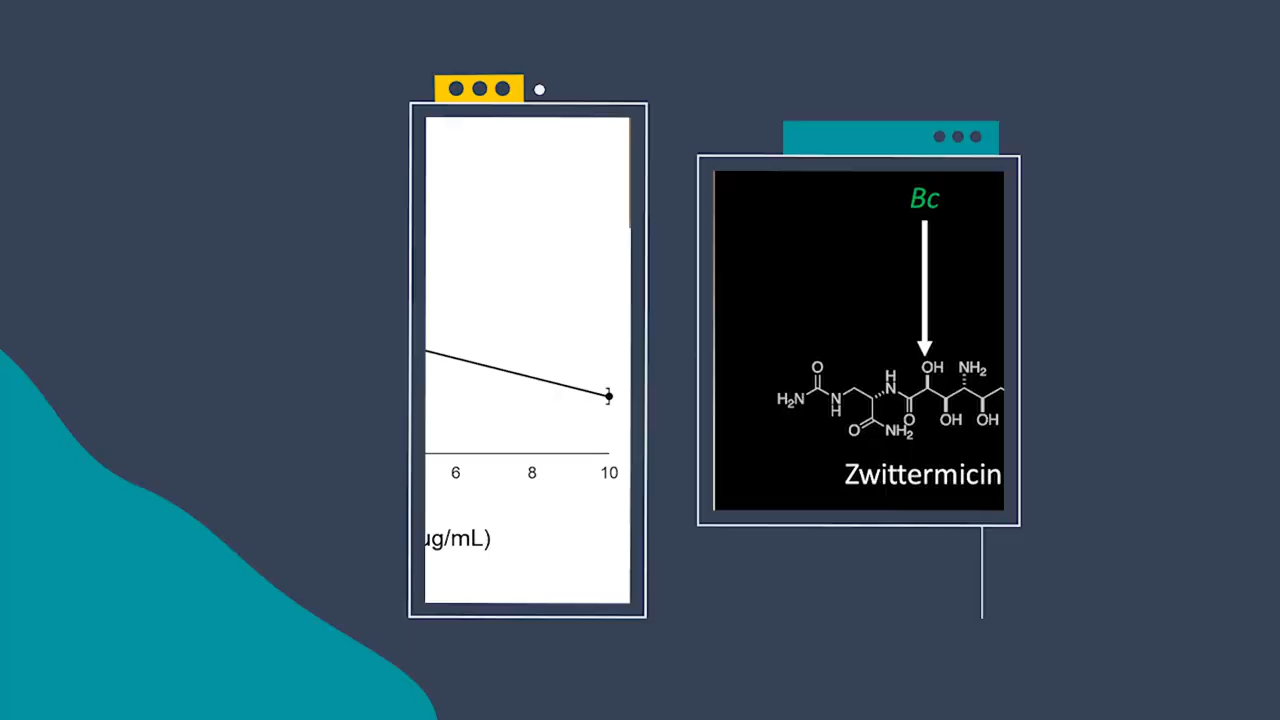 6 8 10
ug/mL)
Bc
O
H₂N
N
H
O
NH₂
H
N
O
OH
OH
NH₂
OH
Zwittermicin